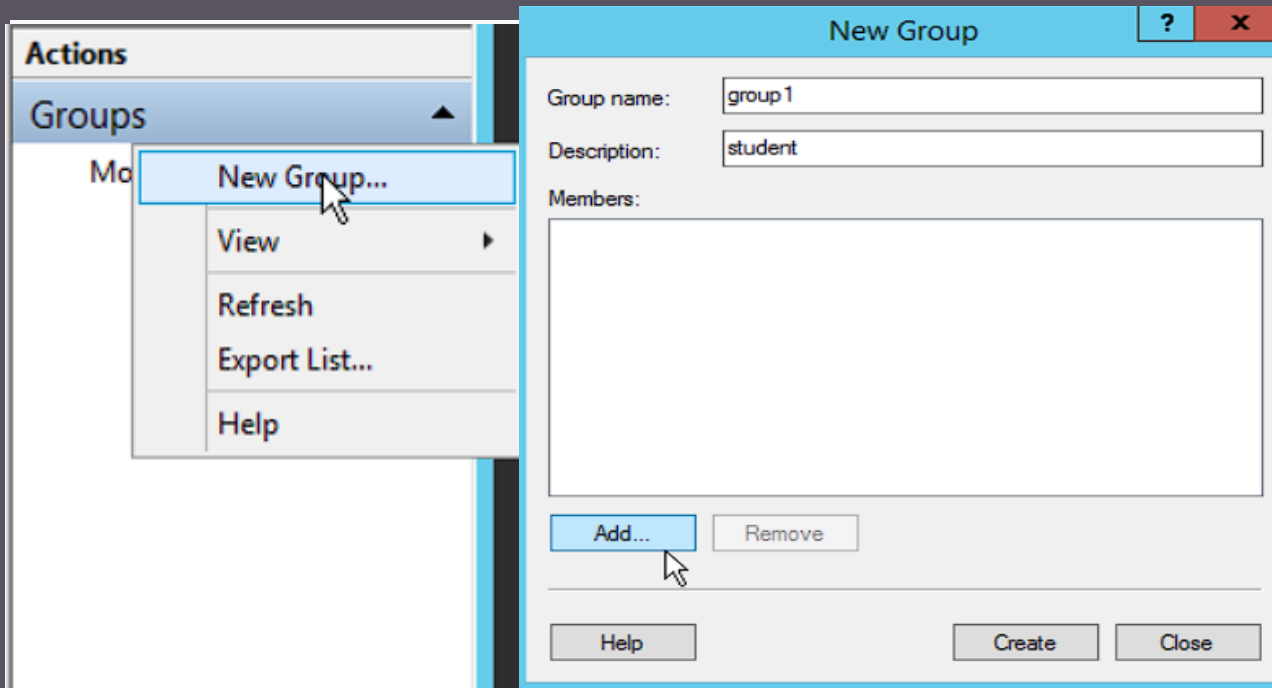 Actions
Groups
Mo
New Group...
View
Refresh
Export List...
Help
New Group
?
x
Group name:
group1
Description:
student
Members:
Add...
Remove
Help
Create
Close